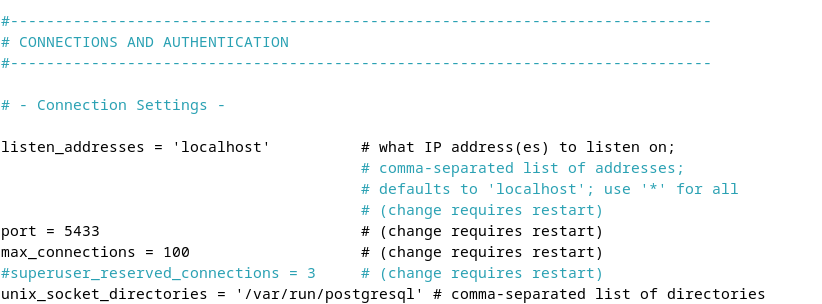 #------------------------------------------------------------------------------
# CONNECTIONS AND AUTHENTICATION
#------------------------------------------------------------------------------
# - Connection Settings -
listen_addresses = 'localhost'          # what IP address(es) to listen on;
                                        # comma-separated list of addresses;
                                        # defaults to 'localhost'; use '*' for all
                                        # (change requires restart)
port = 5433                             # (change requires restart)
max_connections = 100                   # (change requires restart)
#superuser_reserved_connections = 3     # (change requires restart)
unix_socket_directories = '/var/run/postgresql' # comma-separated list of directories